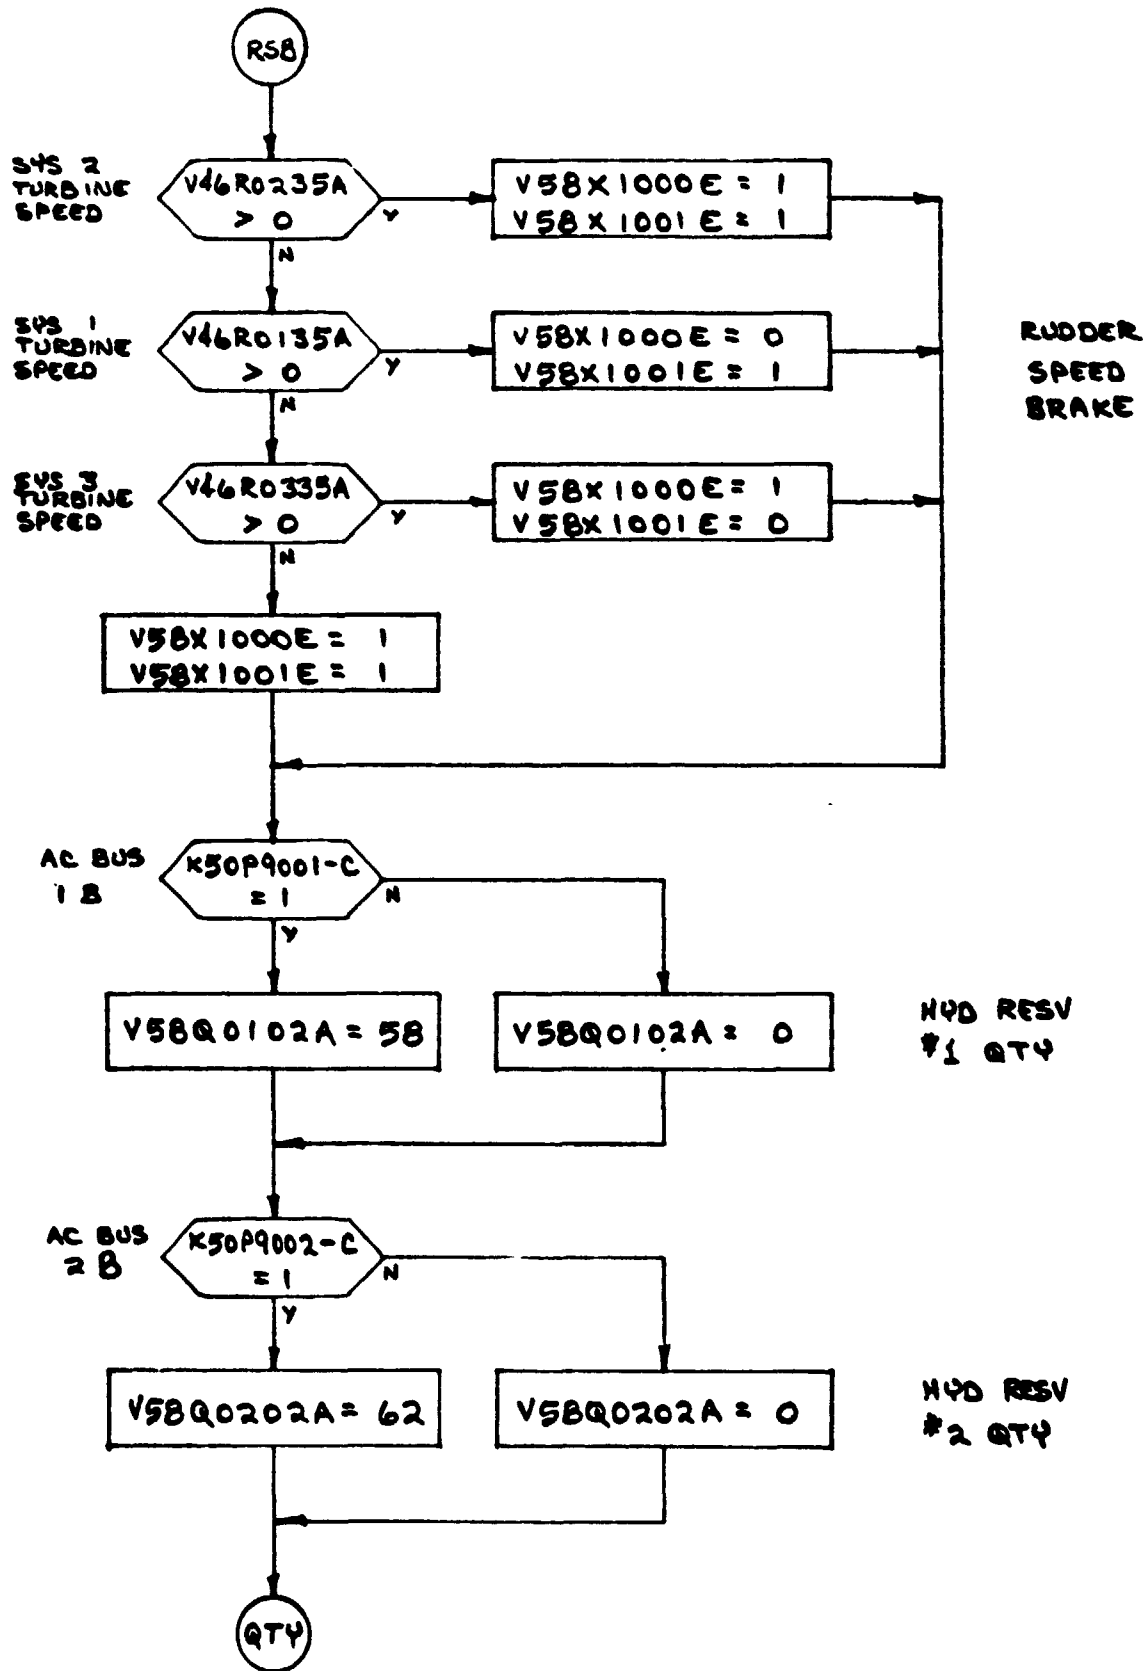 RSB
SYS 2
TURBINE
SPEED
V46R0235A
> 0
Y
N
V58X1000E = 1
V58X1001E = 1
SYS 1
TURBINE
SPEED
V46R0135A
> 0
Y
N
V58X1000E = 0
V58X1001E = 1
RUDDER
SPEED
BRAKE
SYS 3
TURBINE
SPEED
V46R0335A
> 0
Y
N
V58X1000E = 1
V58X1001E = 0
V58X1000E = 1
V58X1001E = 1
AC BUS
1 B
K50P9001-C
= 1
N
Y
V58Q0102A = 58
V58Q0102A = 0
HYD RESV
#1 QTY
AC BUS
2 B
K50P9002-C
= 1
N
Y
V58Q0202A = 62
V58Q0202A = 0
HYD RESV
#2 QTY
QTY